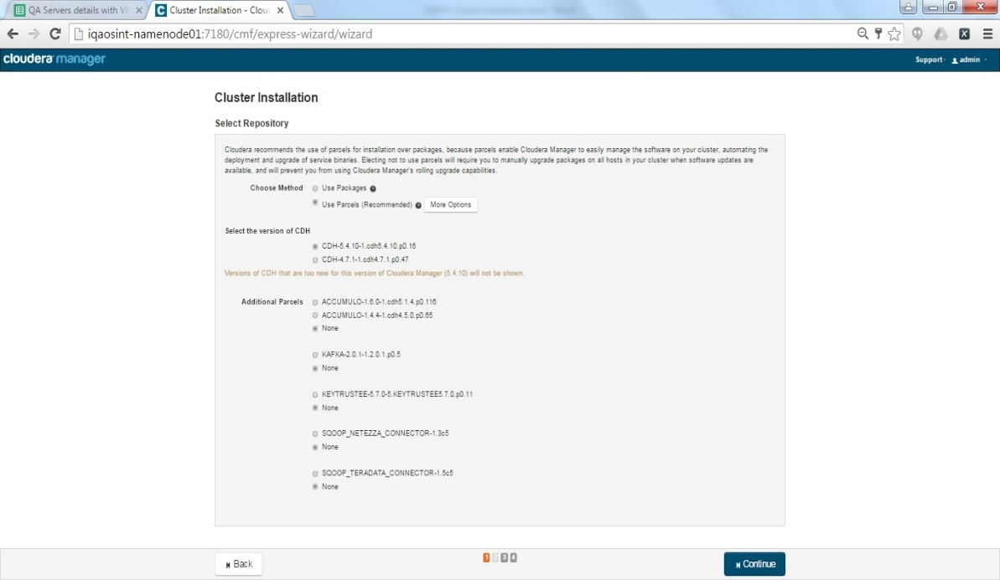 QA Servers details with VM
Cluster Installation - Clouc
iqaosint-namenode01:7180/cmf/express-wizard/wizard
cloudera manager
Support
admin
Cluster Installation
Select Repository
Cloudera recommends the use of parcels for installation over packages, because parcels enable Cloudera Manager to easily manage the software on your cluster, automating the
deployment and upgrade of service binaries. Electing not to use parcels will require you to manually upgrade packages on all hosts in your cluster when software updates are
available, and will prevent you from using Cloudera Manager's rolling upgrade capabilities.
Choose Method
Use Packages
Use Parcels (Recommended)
More Options
Select the version of CDH
CDH-5.4.10-1.cdh5.4.10.p0.16
CDH-4.7.1-1.cdh4.7.1.p0.47
Versions of CDH that are too new for this version of Cloudera Manager (5.4.10) will not be shown.
Additional Parcels
ACCUMULO-1.6.0-1.cdh5.1.4.p0.116
ACCUMULO-1.4.4-1.cdh4.5.0.p0.65
None
KAFKA-2.0.1-1.2.0.1.p0.5
None
KEYTRUSTEE-5.7.0-5.KEYTRUSTEE5.7.0.p0.11
None
SQOOP_NETEZZA_CONNECTOR-1.3c5
None
SQOOP_TERADATA_CONNECTOR-1.5c5
None
Back
1 2 3 4
Continue